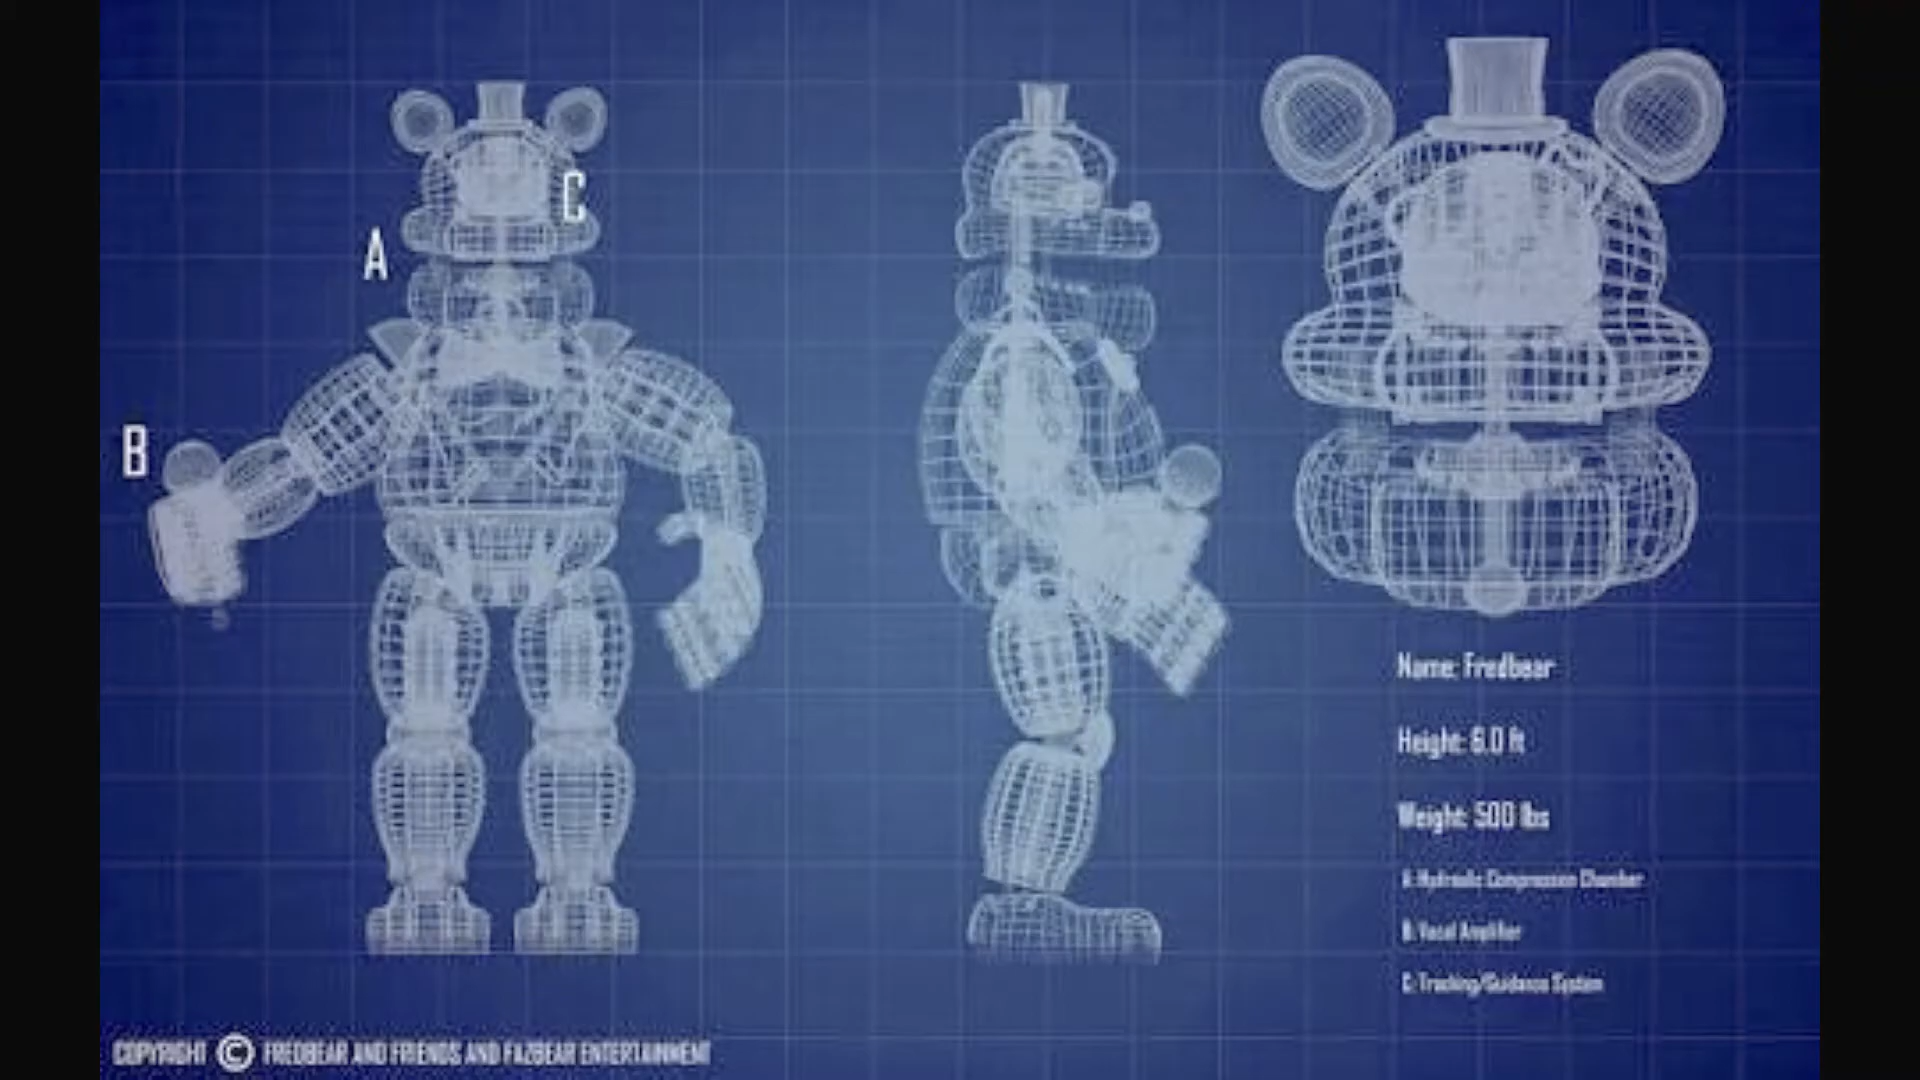 C
A
B
Name: Fredbear
Height: 6.0 ft
Weight: 500 lbs
A: Hydraulic Compression Chamber
B: Vocal Amplifier
C: Tracking/Guidance System
COPYRIGHT © FREDBEAR AND FRIENDS AND FAZBEAR ENTERTAINMENT